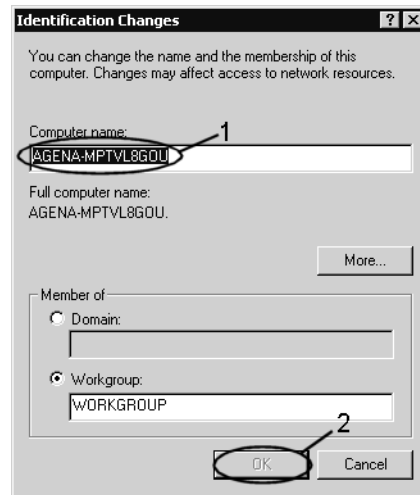 Identification Changes
? X
You can change the name and the membership of this
computer. Changes may affect access to network resources.
Computer name:
1
AGENA-MPTVL8GOU
Full computer name:
AGENA-MPTVL8GOU.
More...
Member of
Domain:
Workgroup:
WORKGROUP
2
OK
Cancel